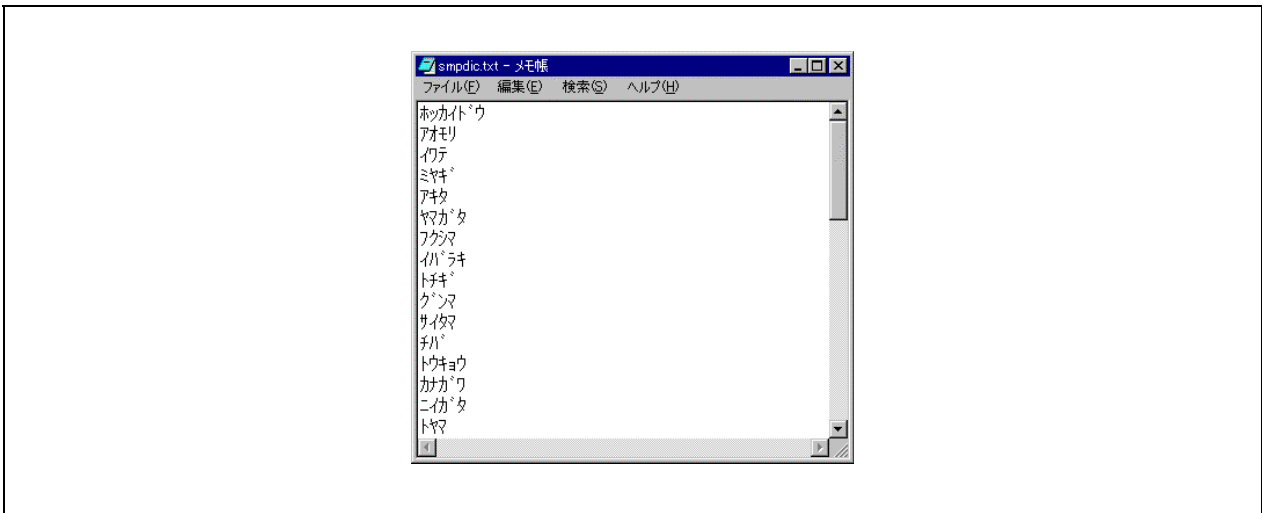 smpdic.txt - メモ帳
ファイル(F) 編集(E) 検索(S) ヘルプ(H)
ﾎｯｶｲﾄﾞｳ
ｱｵﾓﾘ
ｲﾜﾃ
ﾐﾔｷﾞ
ｱｷﾀ
ﾔﾏｶﾞﾀ
ﾌｸｼﾏ
ｲﾊﾞﾗｷ
ﾄﾁｷﾞ
ｸﾞﾝﾏ
ｻｲﾀﾏ
ﾁﾊﾞ
ﾄｳｷｮｳ
ｶﾅｶﾞﾜ
ﾆｲｶﾞﾀ
ﾄﾔﾏ